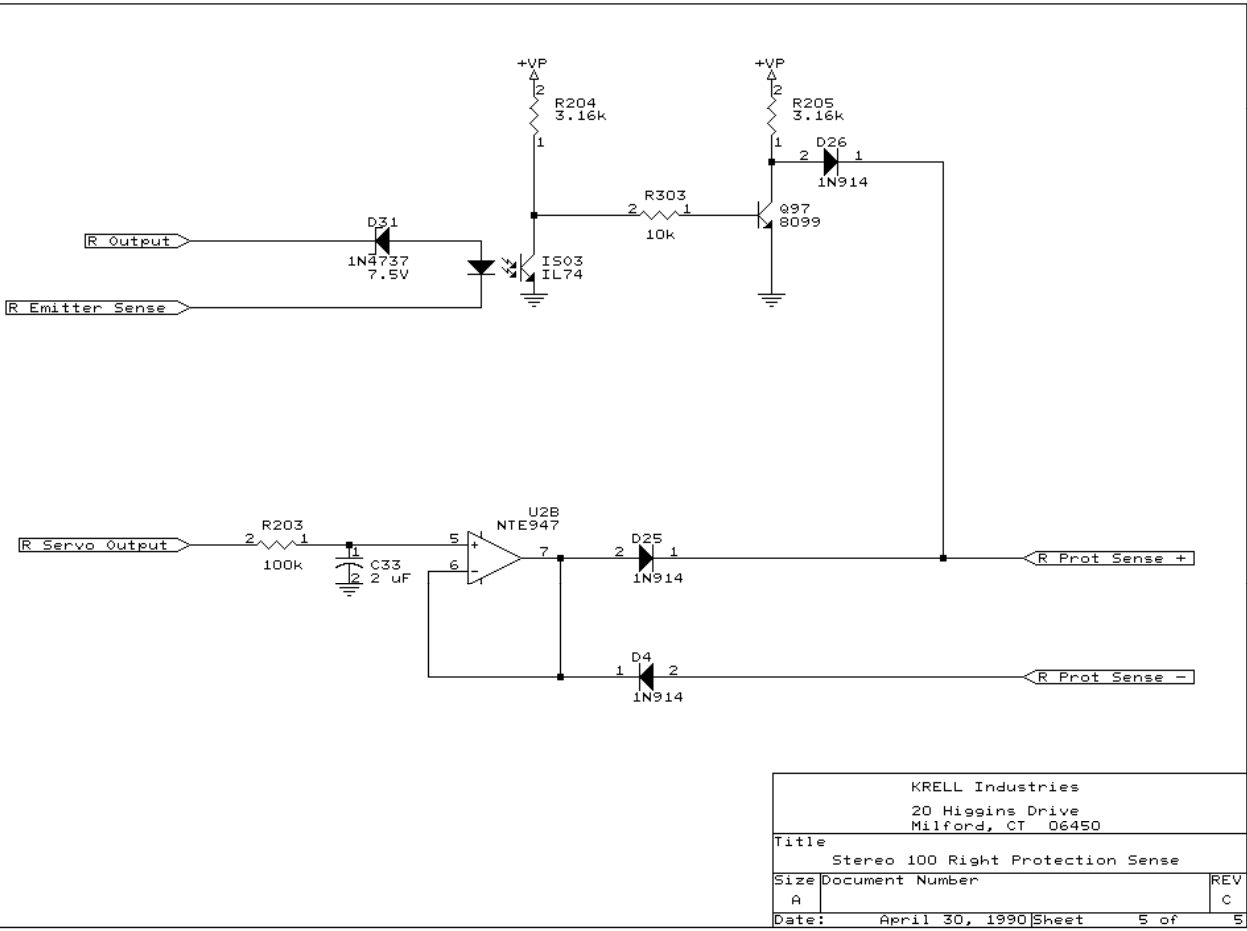 +VP
2
R204
3.16k
1
+VP
2
R205
3.16k
1
D26
2 1
1N914
R303
2 1
10k
Q97
8099
D31
R Output
1N4737
7.5V
ISO3
IL74
R Emitter Sense
U2B
NTE947
R203
R Servo Output
2 1
100k
1
C33
2 2 uF
5
+
6
-
7
D25
2 1
1N914
R Prot Sense +
D4
1 2
1N914
R Prot Sense -
KRELL Industries
20 Higgins Drive
Milford, CT 06450
Title
Stereo 100 Right Protection Sense
Size Document Number REV
A C
Date: April 30, 1990 Sheet 5 of 5